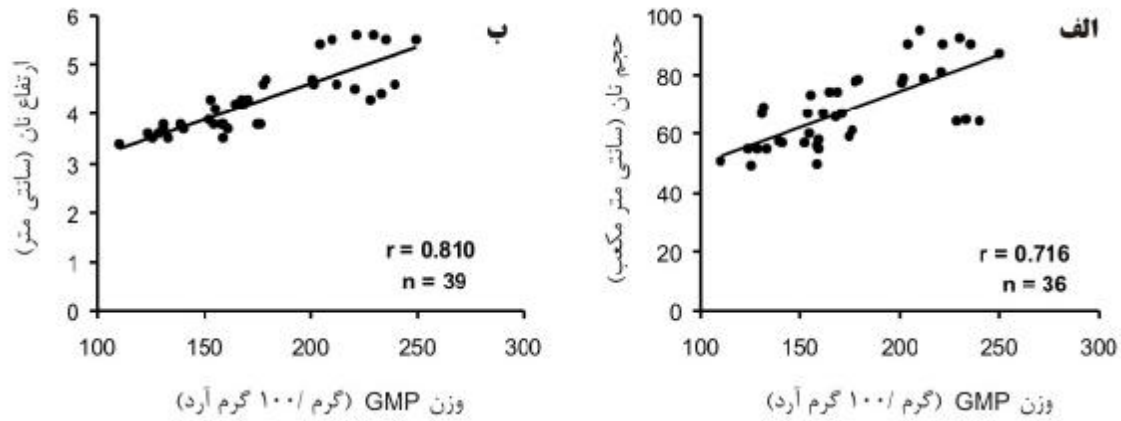 الف
حجم نان (سانتی متر مکعب)
100
80
60
40
20
0
r = 0.716
n = 36
100 150 200 250 300
وزن GMP (گرم /۱۰۰ گرم آرد)
ب
ارتفاع نان (سانتی متر)
6
5
4
3
2
1
0
r = 0.810
n = 39
100 150 200 250 300
وزن GMP (گرم /۱۰۰ گرم آرد)